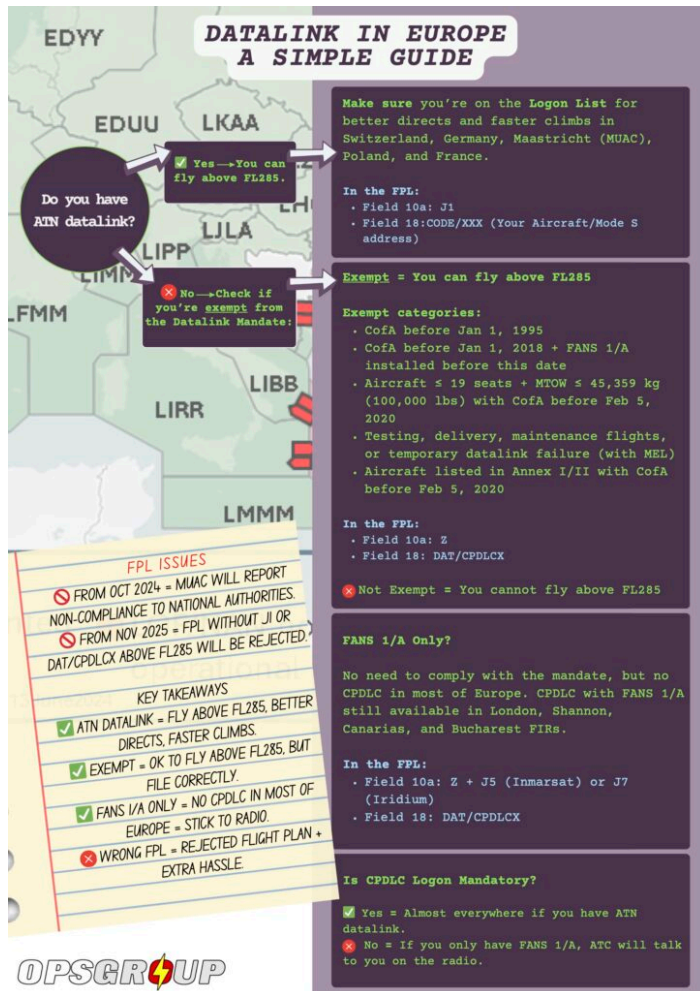 DATALINK IN EUROPE
A SIMPLE GUIDE
EDYY
EDUU
LKAA
LJLA
LIPP
LIMM
LFMM
LIBB
LIRR
LMMM
Do you have
ATN datalink?
✅ Yes→You can
fly above FL285.
❌ No→Check if
you're exempt from
the Datalink Mandate:
Make sure you're on the Logon List for
better directs and faster climbs in
Switzerland, Germany, Maastricht (MUAC),
Poland, and France.
In the FPL:
• Field 10a: J1
• Field 18:CODE/XXX (Your Aircraft/Mode S
address)
Exempt = You can fly above FL285
Exempt categories:
• CofA before Jan 1, 1995
• CofA before Jan 1, 2018 + FANS 1/A
installed before this date
• Aircraft ≤ 19 seats + MTOW ≤ 45,359 kg
(100,000 lbs) with CofA before Feb 5,
2020
• Testing, delivery, maintenance flights,
or temporary datalink failure (with MEL)
• Aircraft listed in Annex I/II with CofA
before Feb 5, 2020
In the FPL:
• Field 10a: Z
• Field 18: DAT/CPDLCX
❌ Not Exempt = You cannot fly above FL285
FANS 1/A Only?
No need to comply with the mandate, but no
CPDLC in most of Europe. CPDLC with FANS 1/A
still available in London, Shannon,
Canarias, and Bucharest FIRs.
In the FPL:
• Field 10a: Z + J5 (Inmarsat) or J7
(Iridium)
• Field 18: DAT/CPDLCX
Is CPDLC Logon Mandatory?
✅ Yes = Almost everywhere if you have ATN
datalink.
❌ No = If you only have FANS 1/A, ATC will talk
to you on the radio.
FPL ISSUES
🚫 FROM OCT 2024 = MUAC WILL REPORT
NON-COMPLIANCE TO NATIONAL AUTHORITIES.
🚫 FROM NOV 2025 = FPL WITHOUT J1 OR
DAT/CPDLCX ABOVE FL285 WILL BE REJECTED.
KEY TAKEAWAYS
✅ ATN DATALINK = FLY ABOVE FL285, BETTER
DIRECTS, FASTER CLIMBS.
✅ EXEMPT = OK TO FLY ABOVE FL285, BUT
FILE CORRECTLY.
✅ FANS 1/A ONLY = NO CPDLC IN MOST OF
EUROPE = STICK TO RADIO.
❌ WRONG FPL = REJECTED FLIGHT PLAN +
EXTRA HASSLE.
operational
OPSGROUP